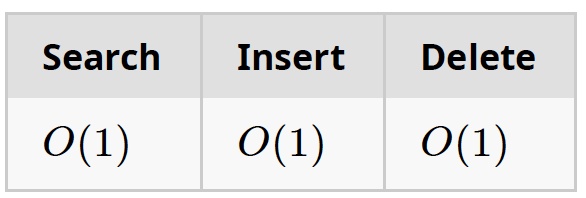 Search Insert Delete
O(1) O(1) O(1)